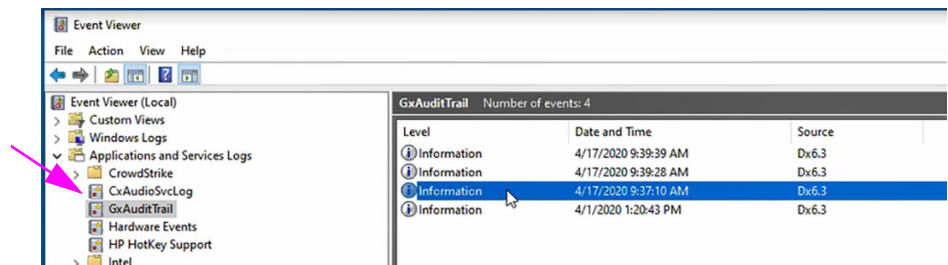 Event Viewer
File Action View Help
Event Viewer (Local)
Custom Views
Windows Logs
Applications and Services Logs
CrowdStrike
CxAudioSvcLog
GxAuditTrail
Hardware Events
HP HotKey Support
Intel
GxAuditTrail Number of events: 4
Level Date and Time Source
Information 4/17/2020 9:39:39 AM Dx6.3
Information 4/17/2020 9:39:28 AM Dx6.3
Information 4/17/2020 9:37:10 AM Dx6.3
Information 4/1/2020 1:20:43 PM Dx6.3